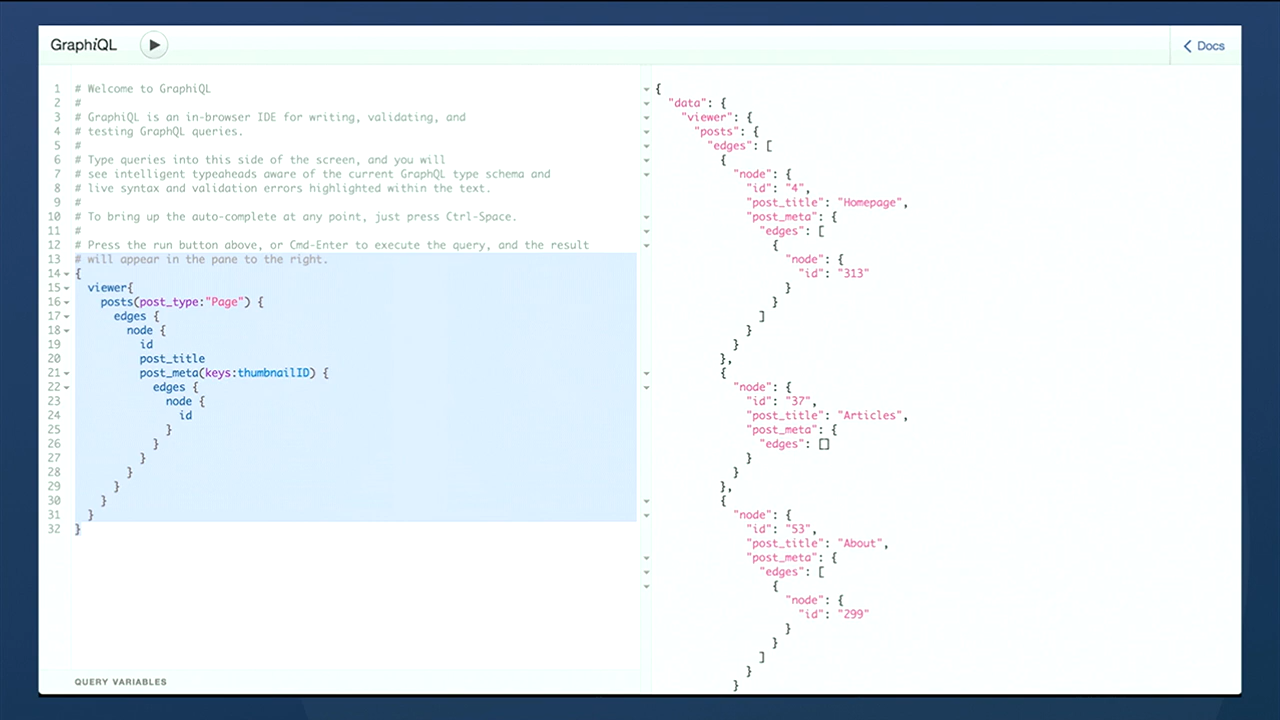 GraphiQL
Docs
1 # Welcome to GraphiQL
2 #
3 # GraphiQL is an in-browser IDE for writing, validating, and
4 # testing GraphQL queries.
5 #
6 # Type queries into this side of the screen, and you will
7 # see intelligent typeaheads aware of the current GraphQL type schema and
8 # live syntax and validation errors highlighted within the text.
9 #
10 # To bring up the auto-complete at any point, just press Ctrl-Space.
11 #
12 # Press the run button above, or Cmd-Enter to execute the query, and the result
13 # will appear in the pane to the right.
14 {
15 viewer{
16 posts(post_type:"Page") {
17 edges {
18 node {
19 id
20 post_title
21 post_meta(keys:thumbnailID) {
22 edges {
23 node {
24 id
25 }
26 }
27 }
28 }
29 }
30 }
31 }
32 }
QUERY VARIABLES
{
"data": {
"viewer": {
"posts": {
"edges": [
{
"node": {
"id": "4",
"post_title": "Homepage",
"post_meta": {
"edges": [
{
"node": {
"id": "313"
}
}
]
}
}
},
{
"node": {
"id": "37",
"post_title": "Articles",
"post_meta": {
"edges": []
}
}
},
{
"node": {
"id": "53",
"post_title": "About",
"post_meta": {
"edges": [
{
"node": {
"id": "299"
}
}
]
}
}